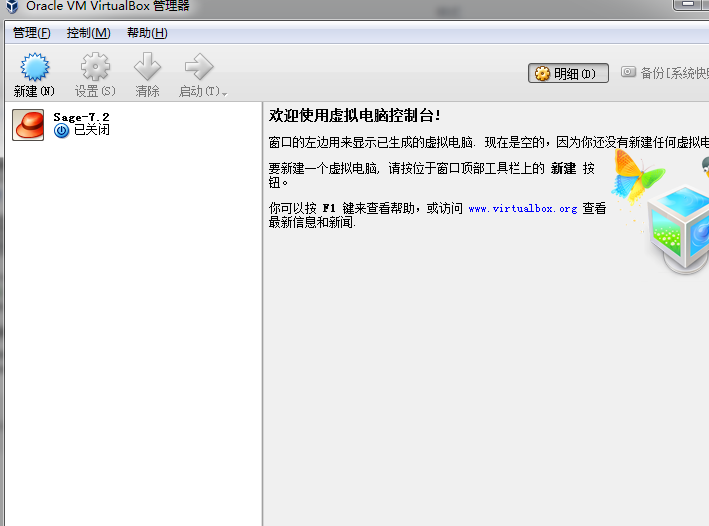 Oracle VM VirtualBox 管理器
管理(F) 控制(M) 帮助(H)
新建(N) 设置(S) 清除 启动(T) 明细(D) 备份[系统快
Sage-7.2
已关闭
欢迎使用虚拟电脑控制台!
窗口的左边用来显示已生成的虚拟电脑. 现在是空的, 因为你还没有新建任何虚拟电
要新建一个虚拟电脑, 请按位于窗口顶部工具栏上的 新建 按
钮。
你可以按 F1 键来查看帮助, 或访问 www.virtualbox.org 查看
最新信息和新闻.